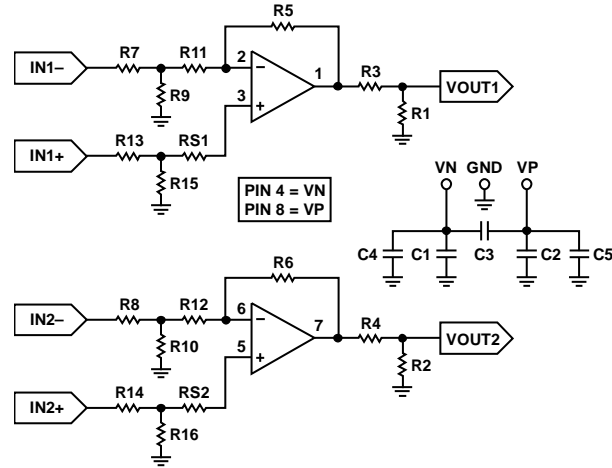 R5
R7
R11
IN1–
2
–
1
R3
VOUT1
R9
3
+
R1
IN1+
R13
RS1
R15
VN
GND
VP
PIN 4 = VN
PIN 8 = VP
C4
C1
C3
C2
C5
R6
R8
R12
IN2–
6
–
7
R4
VOUT2
R10
5
+
R2
IN2+
R14
RS2
R16